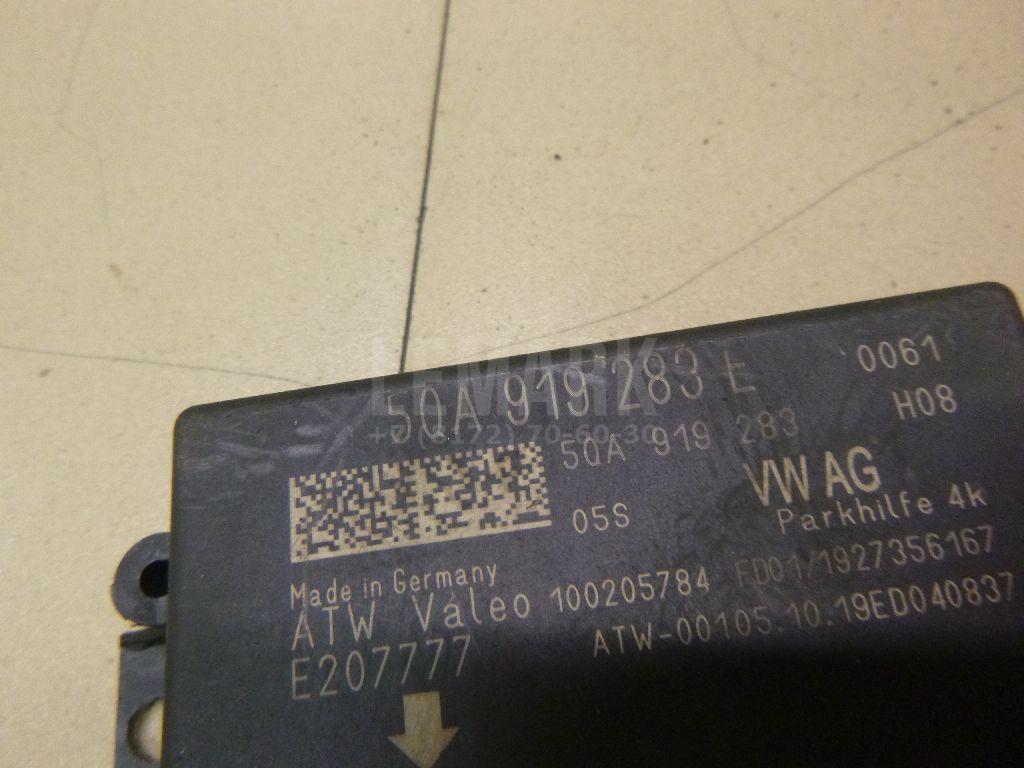 LEMARK
5QA 919 283 E 0061
5QA 919 283 H08
VW AG
05S Parkhilfe 4k
Made in Germany
ATW Valeo 100205784 FD01/1927356167
E207777 ATW-00105.10.19ED040837